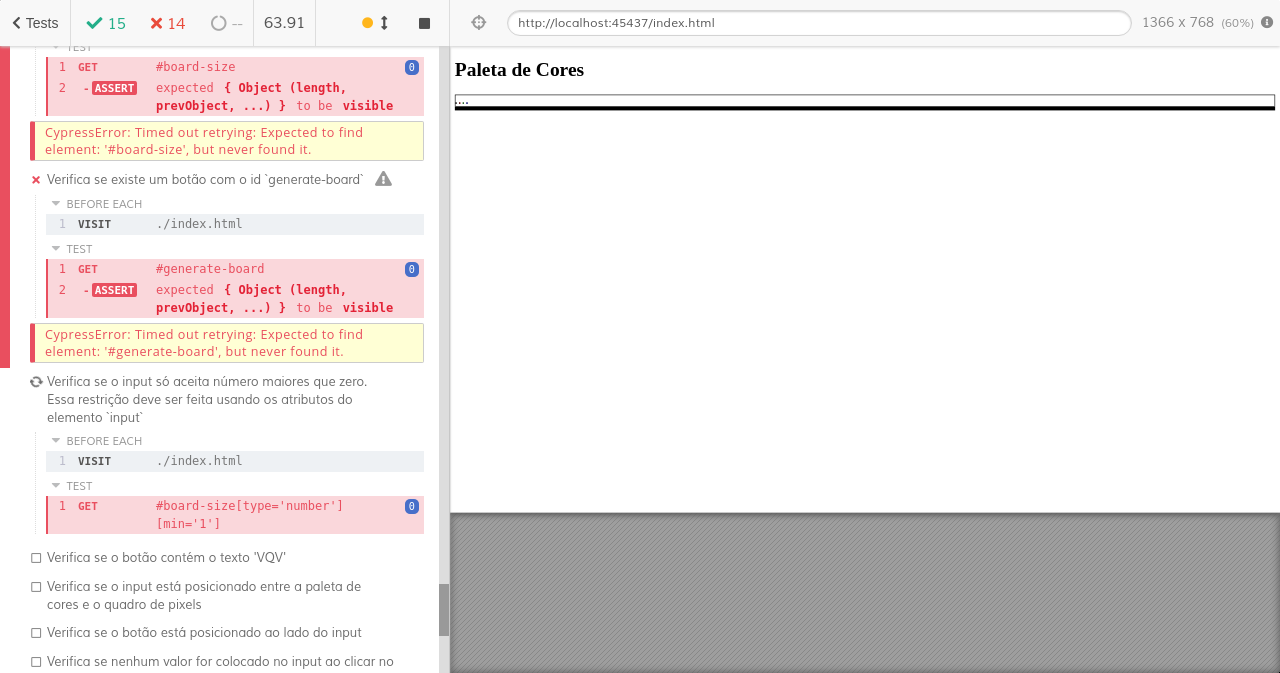 Tests 15 14 -- 63.91
http://localhost:45437/index.html 1366 x 768 (60%)
TEST
1 GET #board-size 0
2 -ASSERT expected { Object (length,
prevObject, ...) } to be visible
CypressError: Timed out retrying: Expected to find
element: '#board-size', but never found it.
Verifica se existe um botão com o id `generate-board`
BEFORE EACH
1 VISIT ./index.html
TEST
1 GET #generate-board 0
2 -ASSERT expected { Object (length,
prevObject, ...) } to be visible
CypressError: Timed out retrying: Expected to find
element: '#generate-board', but never found it.
Verifica se o input só aceita número maiores que zero.
Essa restrição deve ser feita usando os atributos do
elemento `input`
BEFORE EACH
1 VISIT ./index.html
TEST
1 GET #board-size[type='number'] 0
[min='1']
Verifica se o botão contém o texto 'VQV'
Verifica se o input está posicionado entre a paleta de
cores e o quadro de pixels
Verifica se o botão está posicionado ao lado do input
Verifica se nenhum valor for colocado no input ao clicar no
Paleta de Cores
....